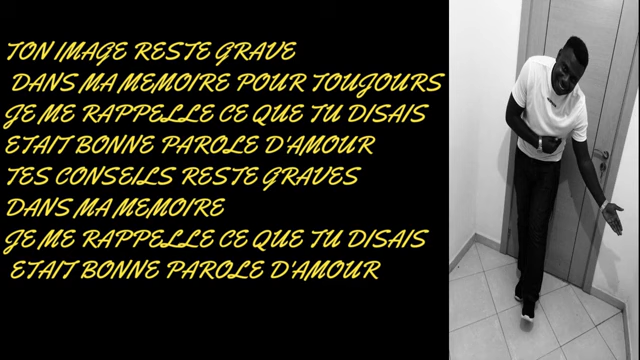 TON IMAGE RESTE GRAVE
DANS MA MEMOIRE POUR TOUJOURS
JE ME RAPPELLE CE QUE TU DISAIS
ETAIT BONNE PAROLE D'AMOUR
TES CONSEILS RESTE GRAVES
DANS MA MEMOIRE
JE ME RAPPELLE CE QUE TU DISAIS
ETAIT BONNE PAROLE D'AMOUR